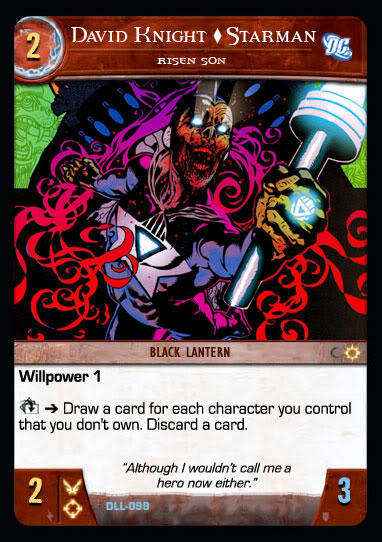 2
DAVID KNIGHT ♦ STARMAN
RISEN SON
DC
BLACK LANTERN
Willpower 1
➔ Draw a card for each character you control
that you don't own. Discard a card.
"Although I wouldn't call me a
hero now either."
2
DLL-099
3